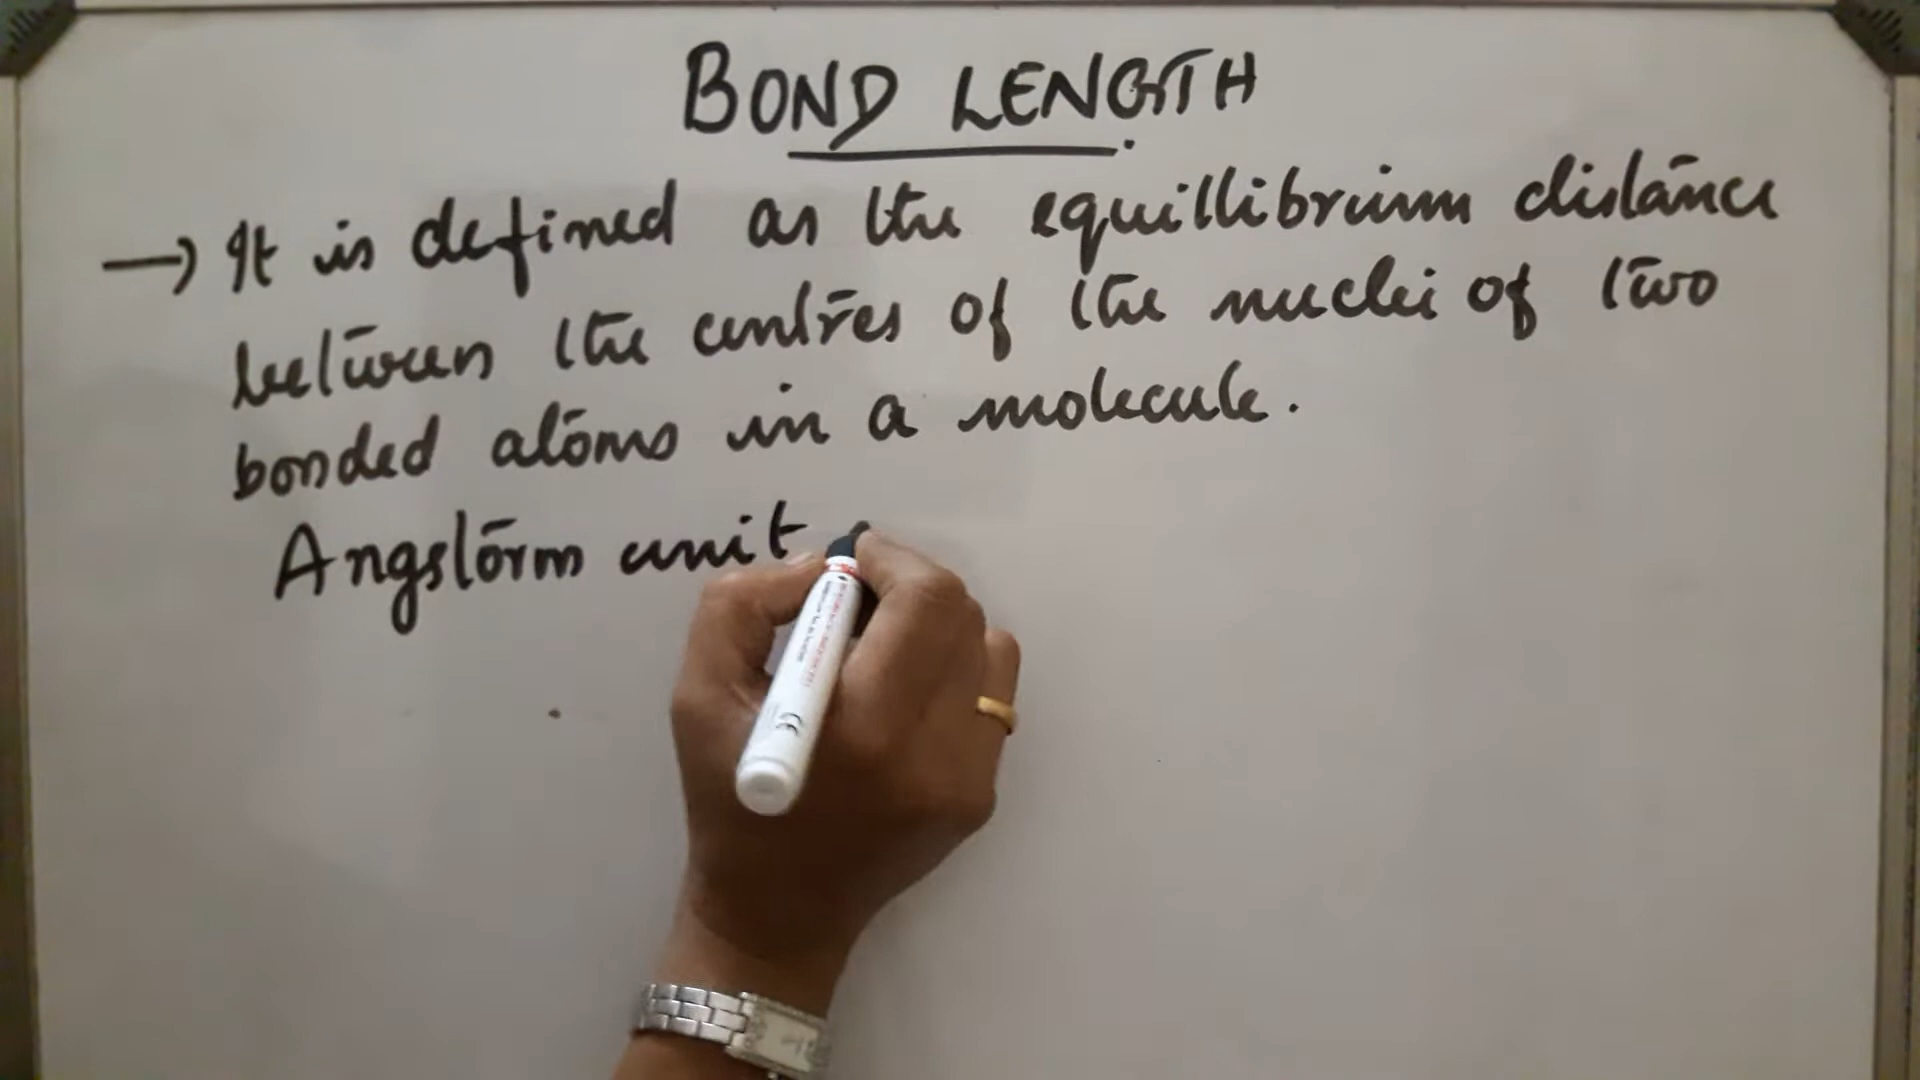 BOND LENGTH
→ It is defined as the equillibrium distance
between the centres of the nuclei of two
bonded atoms in a molecule.
Angstorm unit
CE